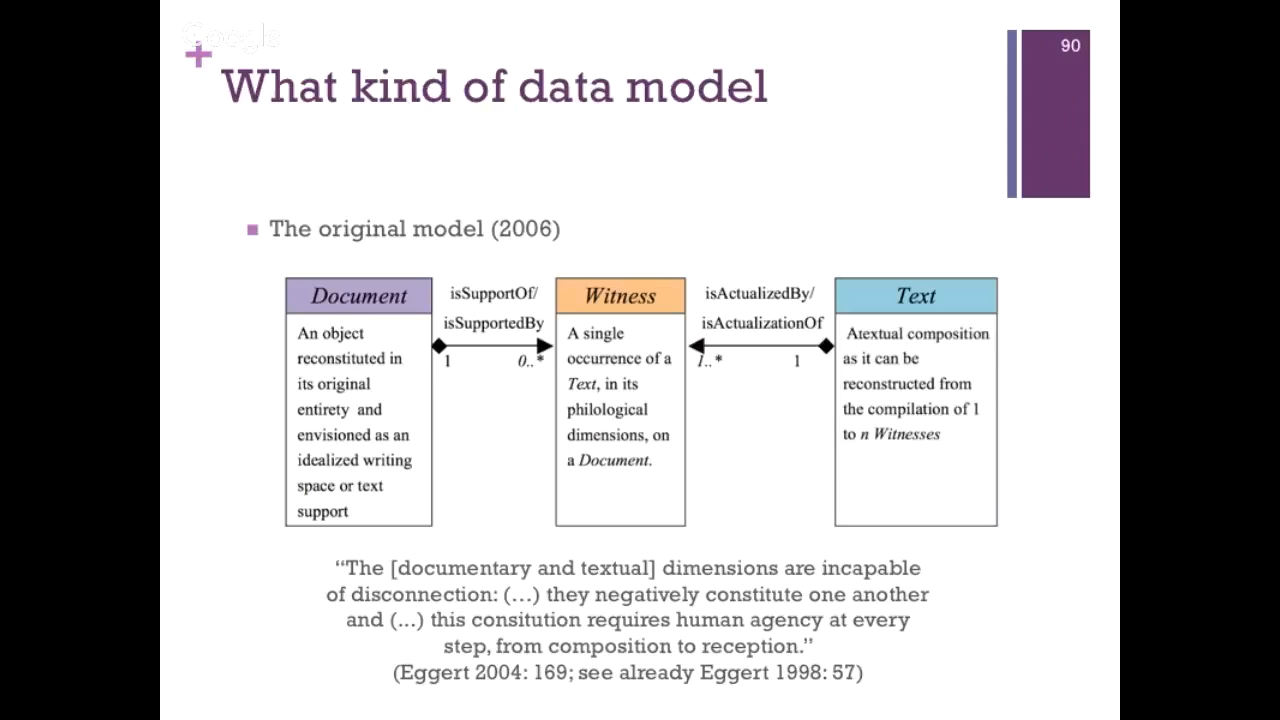 Google
90
+
What kind of data model
The original model (2006)
Document
An object
reconstituted in
its original
entirety and
envisioned as an
idealized writing
space or text
support
isSupportOf/
isSupportedBy
1 0..*
Witness
A single
occurrence of a
Text, in its
philological
dimensions, on
a Document.
isActualizedBy/
isActualizationOf
1..* 1
Text
Atextual composition
as it can be
reconstructed from
the compilation of 1
to n Witnesses
“The [documentary and textual] dimensions are incapable
of disconnection: (…) they negatively constitute one another
and (...) this consitution requires human agency at every
step, from composition to reception.”
(Eggert 2004: 169; see already Eggert 1998: 57)